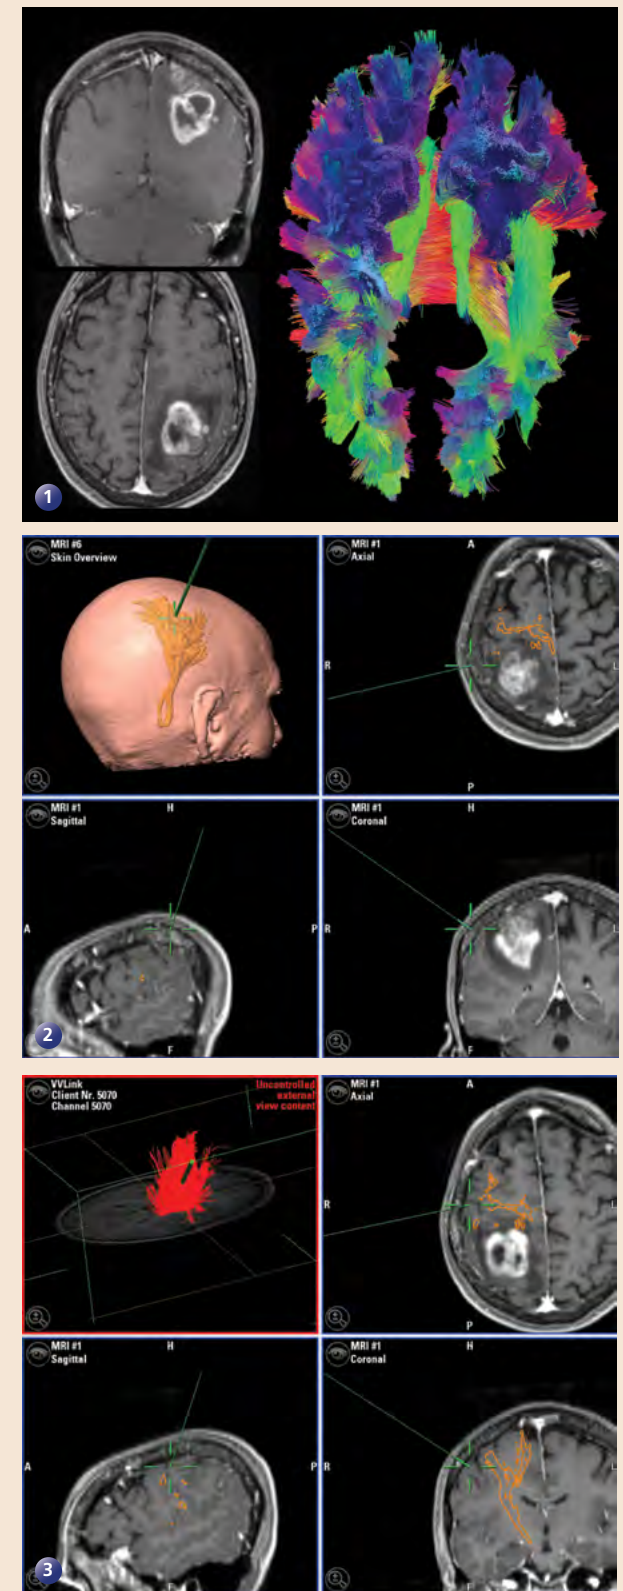 1
MRI #6
Skin Overview
MRI #1
Axial
A
R
L
P
MRI #1
Sagittal
H
A
P
F
MRI #1
Coronal
H
R
L
F
2
VVLink
Client Nr. 5070
Channel 5070
Uncontrolled
external
view content
MRI #1
Axial
A
R
L
P
MRI #1
Sagittal
H
A
P
F
MRI #1
Coronal
H
R
L
F
3